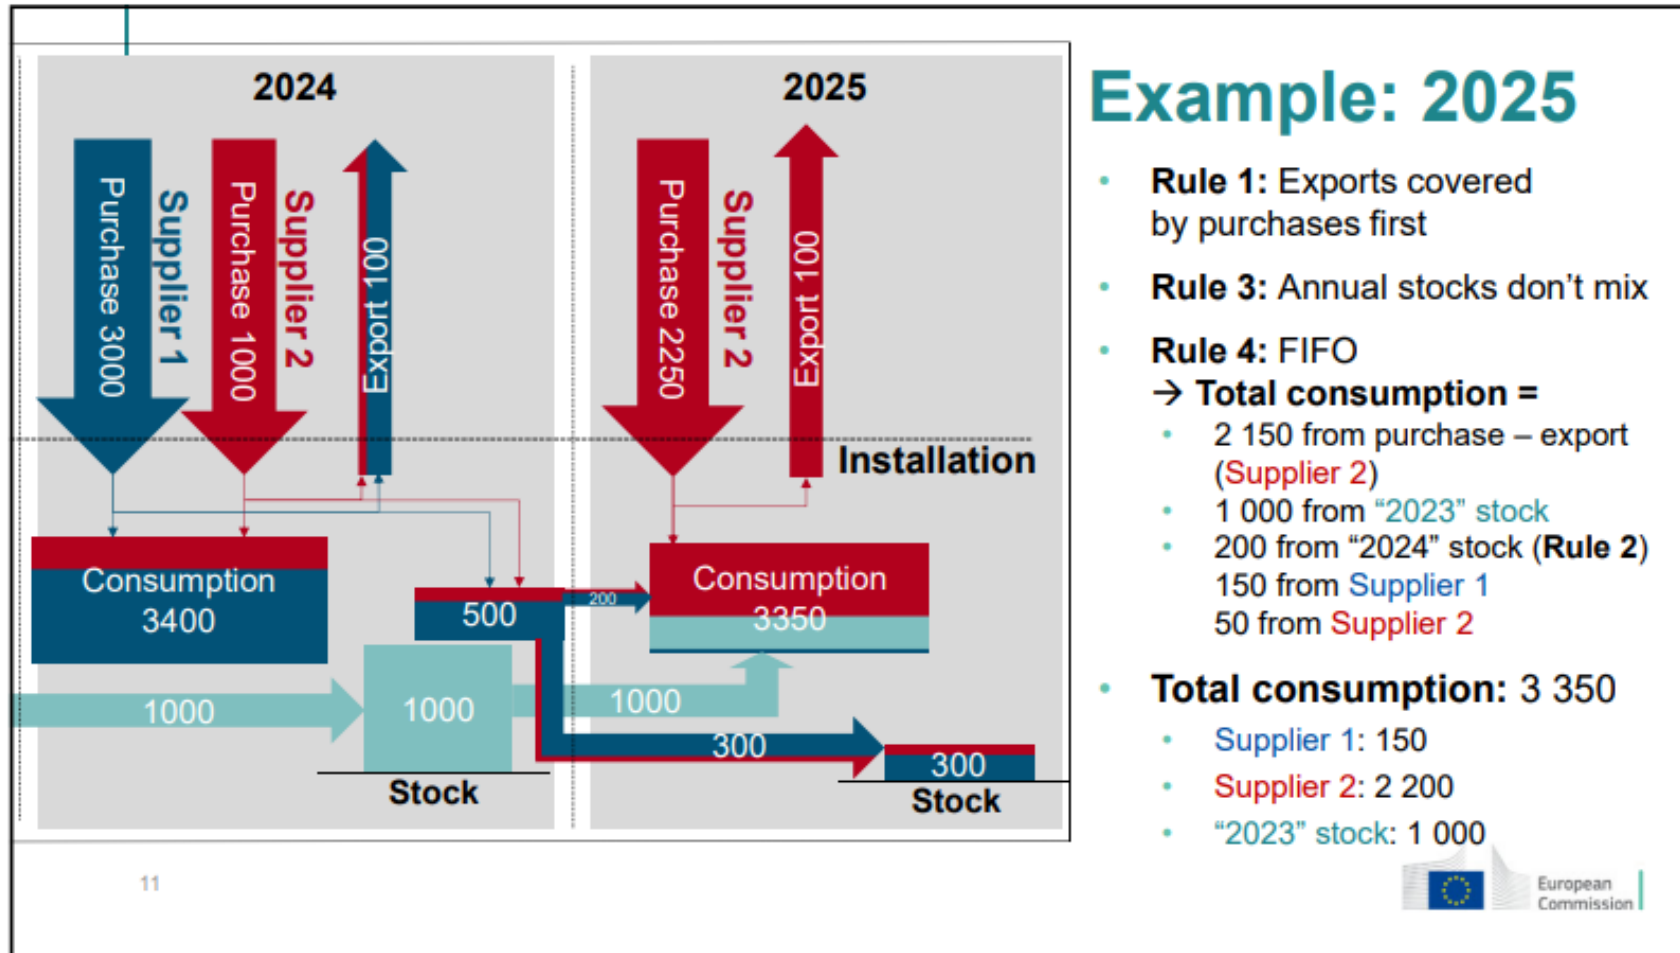 2024
2025
Purchase 3000
Supplier 1
Purchase 1000
Supplier 2
Export 100
Purchase 2250
Supplier 2
Export 100
Installation
Consumption
3400
500
200
Consumption
3350
1000
1000
1000
300
300
Stock
Stock
Example: 2025
• Rule 1: Exports covered
by purchases first
• Rule 3: Annual stocks don’t mix
• Rule 4: FIFO
→ Total consumption =
• 2 150 from purchase – export
(Supplier 2)
• 1 000 from “2023” stock
• 200 from “2024” stock (Rule 2)
150 from Supplier 1
50 from Supplier 2
• Total consumption: 3 350
• Supplier 1: 150
• Supplier 2: 2 200
• “2023” stock: 1 000
11
European
Commission